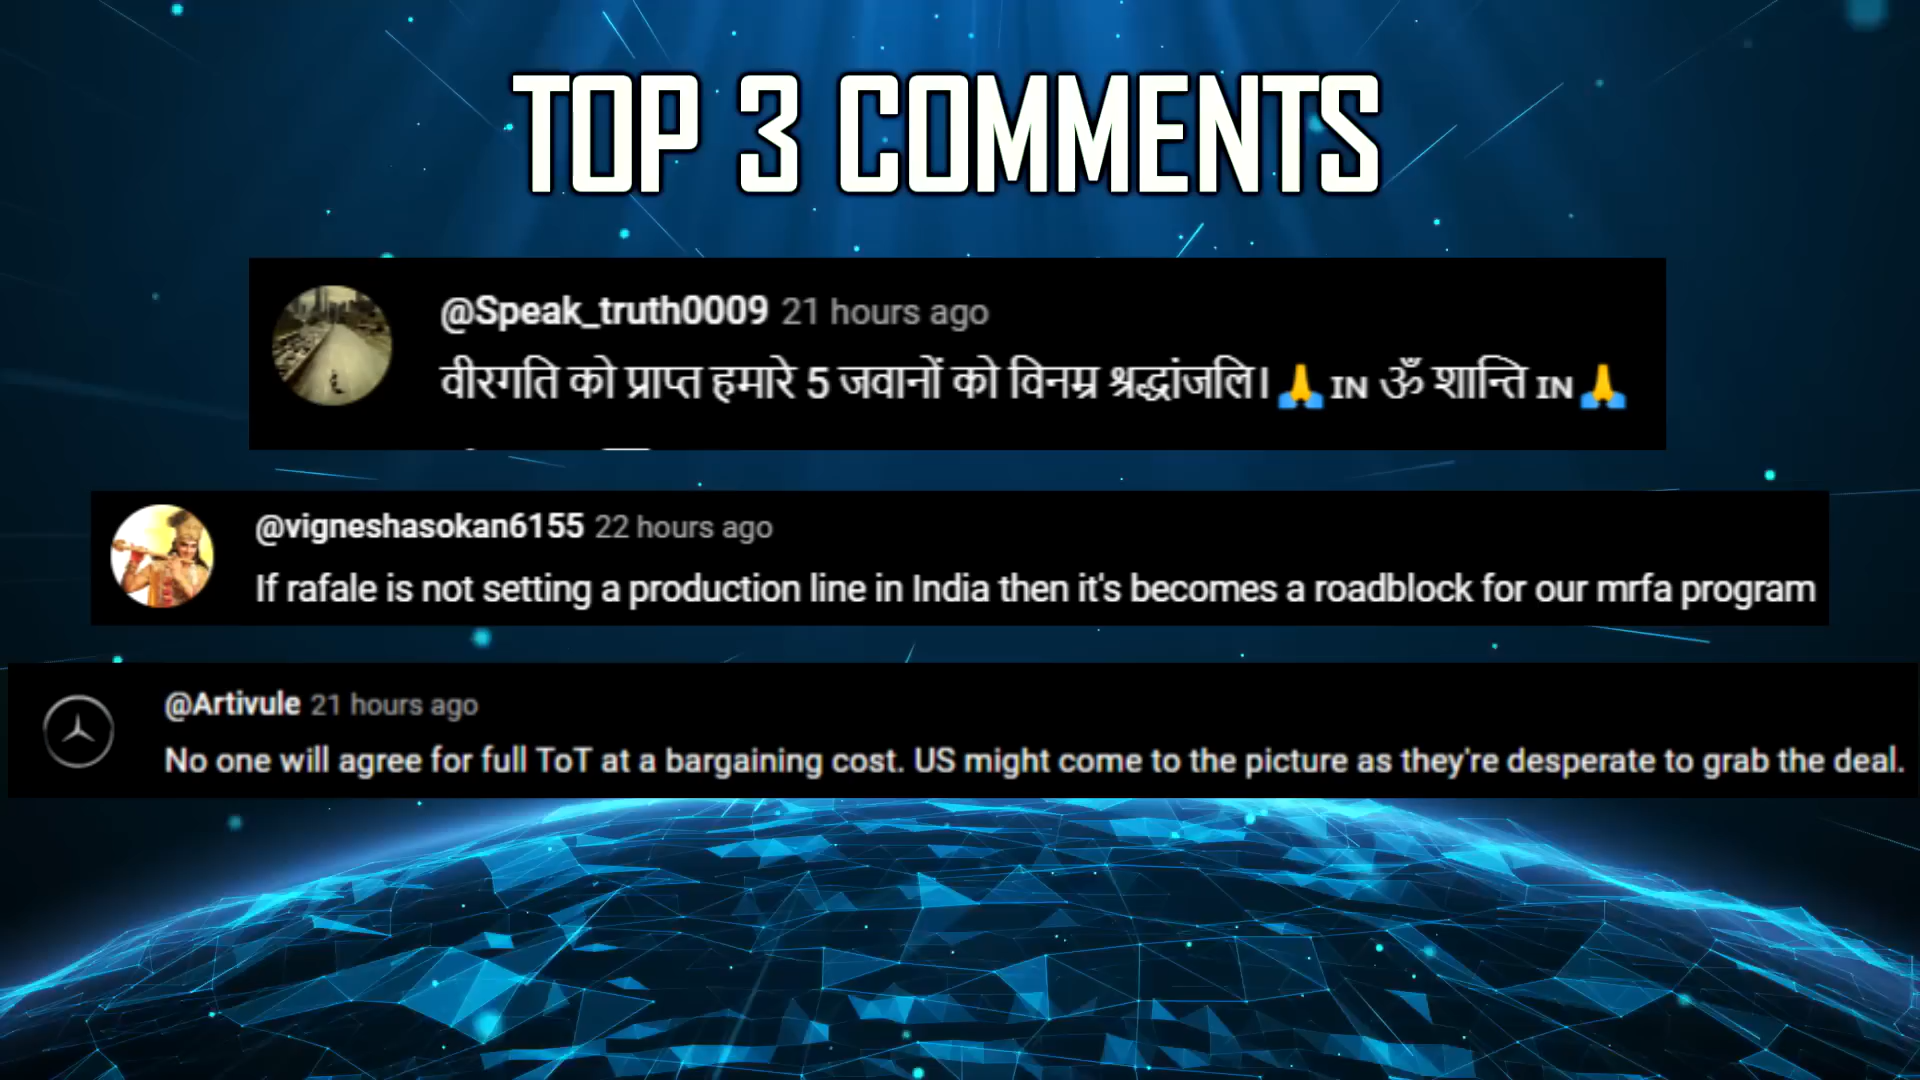 TOP 3 COMMENTS
@Speak_truth0009 21 hours ago
वीरगति को प्राप्त हमारे 5 जवानों को विनम्र श्रद्धांजलि।🙏 IN ॐ शान्ति IN🙏
@vigneshasokan6155 22 hours ago
If rafale is not setting a production line in India then it's becomes a roadblock for our mrfa program
@Artivule 21 hours ago
No one will agree for full ToT at a bargaining cost. US might come to the picture as they're desperate to grab the deal.